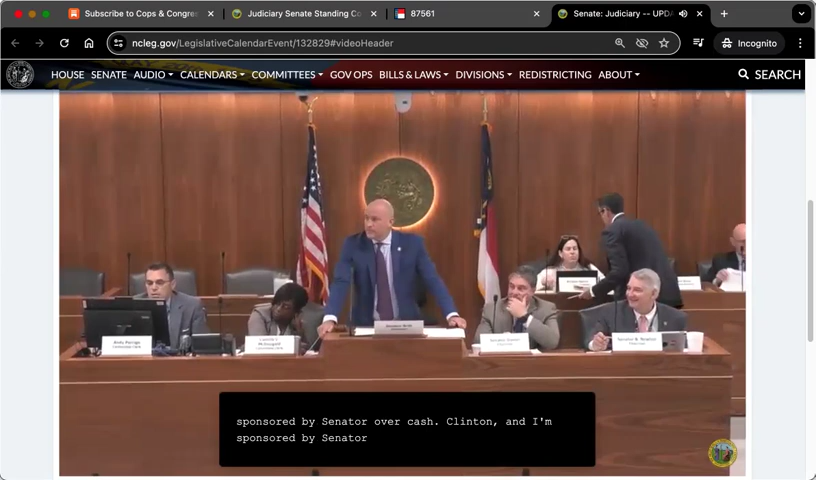 Subscribe to Cops & Congre
Judiciary Senate Standing Co
87561
Senate: Judiciary -- UPDA
ncleg.gov/LegislativeCalendarEvent/132829#videoHeader
Incognito
HOUSE SENATE AUDIO CALENDARS COMMITTEES GOV OPS BILLS & LAWS DIVISIONS REDISTRICTING ABOUT SEARCH
sponsored by Senator over cash. Clinton, and I'm
sponsored by Senator